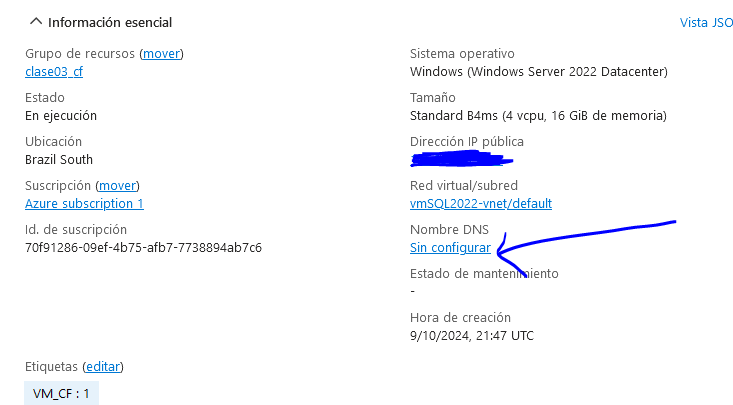 Información esencial
Vista JSO
Grupo de recursos (mover)
clase03_cf
Estado
En ejecución
Ubicación
Brazil South
Suscripción (mover)
Azure subscription 1
Id. de suscripción
70f91286-09ef-4b75-afb7-7738894ab7c6
Sistema operativo
Windows (Windows Server 2022 Datacenter)
Tamaño
Standard B4ms (4 vcpu, 16 GiB de memoria)
Dirección IP pública
Red virtual/subred
vmSQL2022-vnet/default
Nombre DNS
Sin configurar
Estado de mantenimiento
-
Hora de creación
9/10/2024, 21:47 UTC
Etiquetas (editar)
VM_CF : 1